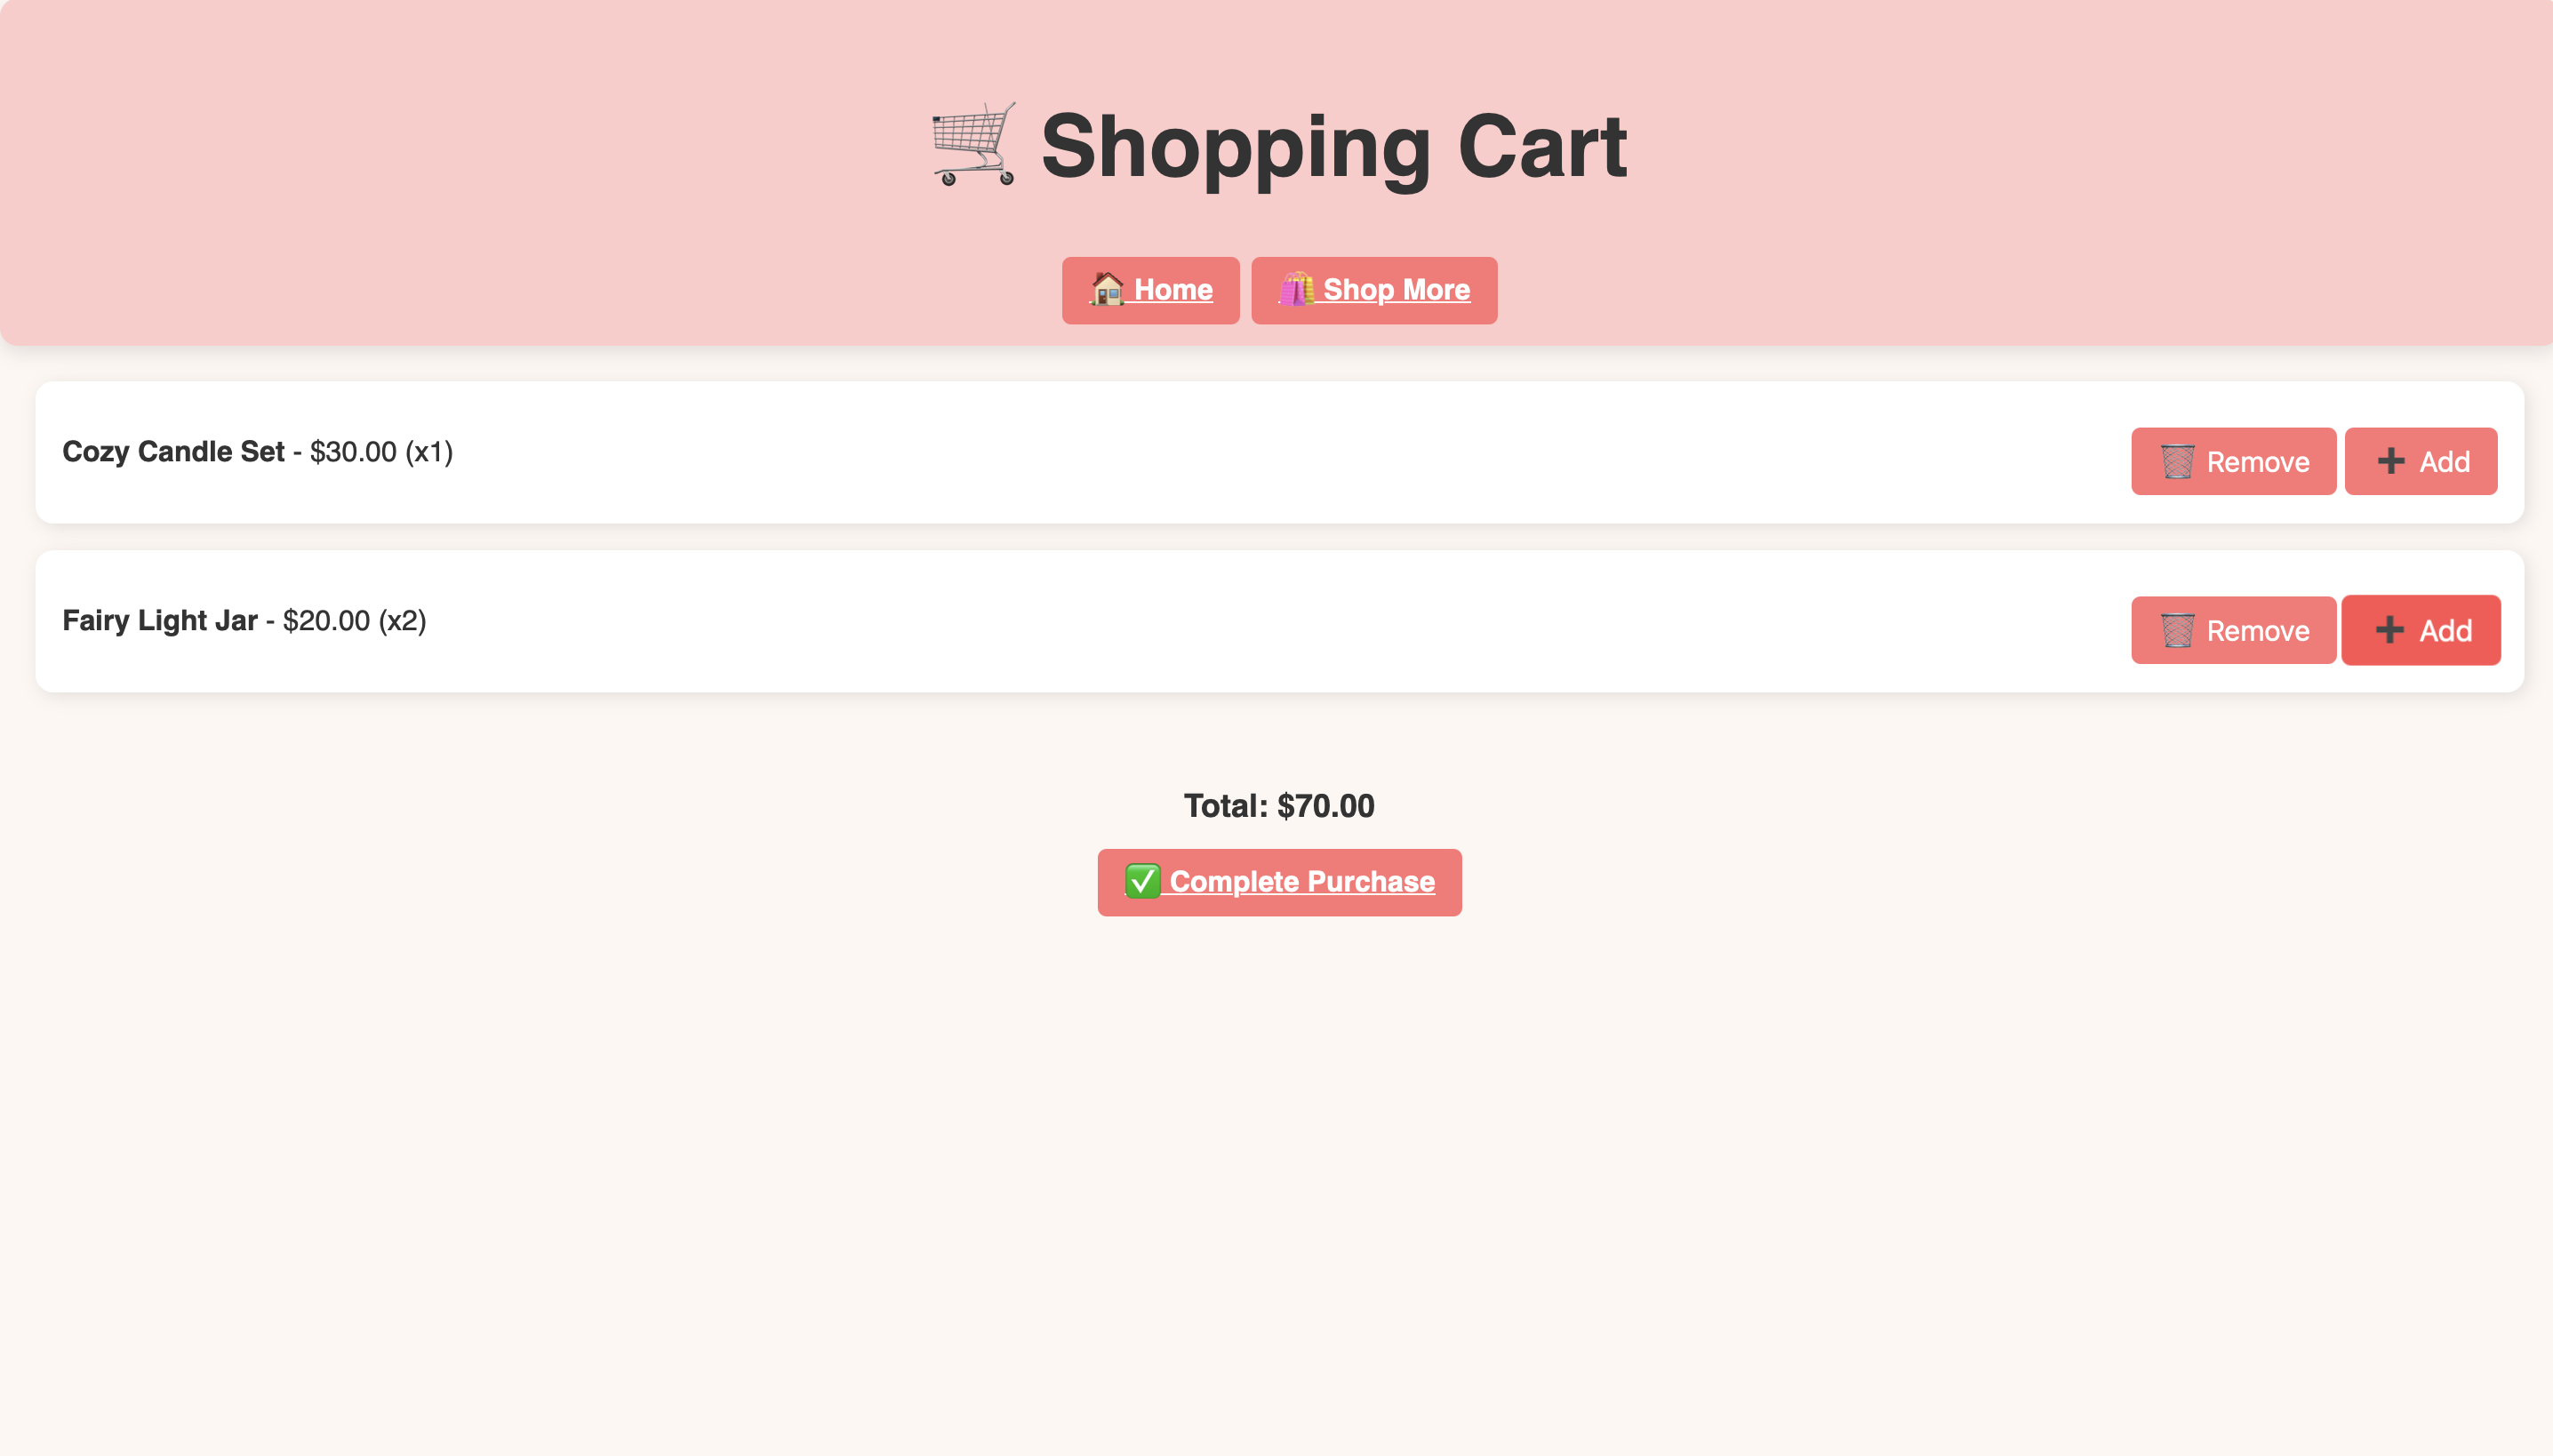 🛒 Shopping Cart
🏠 Home
🛍️ Shop More
Cozy Candle Set - $30.00 (x1)
🗑️ Remove
➕ Add
Fairy Light Jar - $20.00 (x2)
🗑️ Remove
➕ Add
Total: $70.00
✅ Complete Purchase